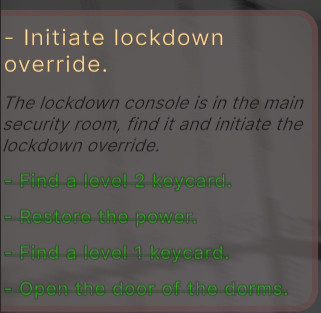 - Initiate lockdown
override.
The lockdown console is in the main
security room, find it and initiate the
lockdown override.
- Find a level 2 keycard.
- Restore the power.
- Find a level 1 keycard.
- Open the door of the dorms.